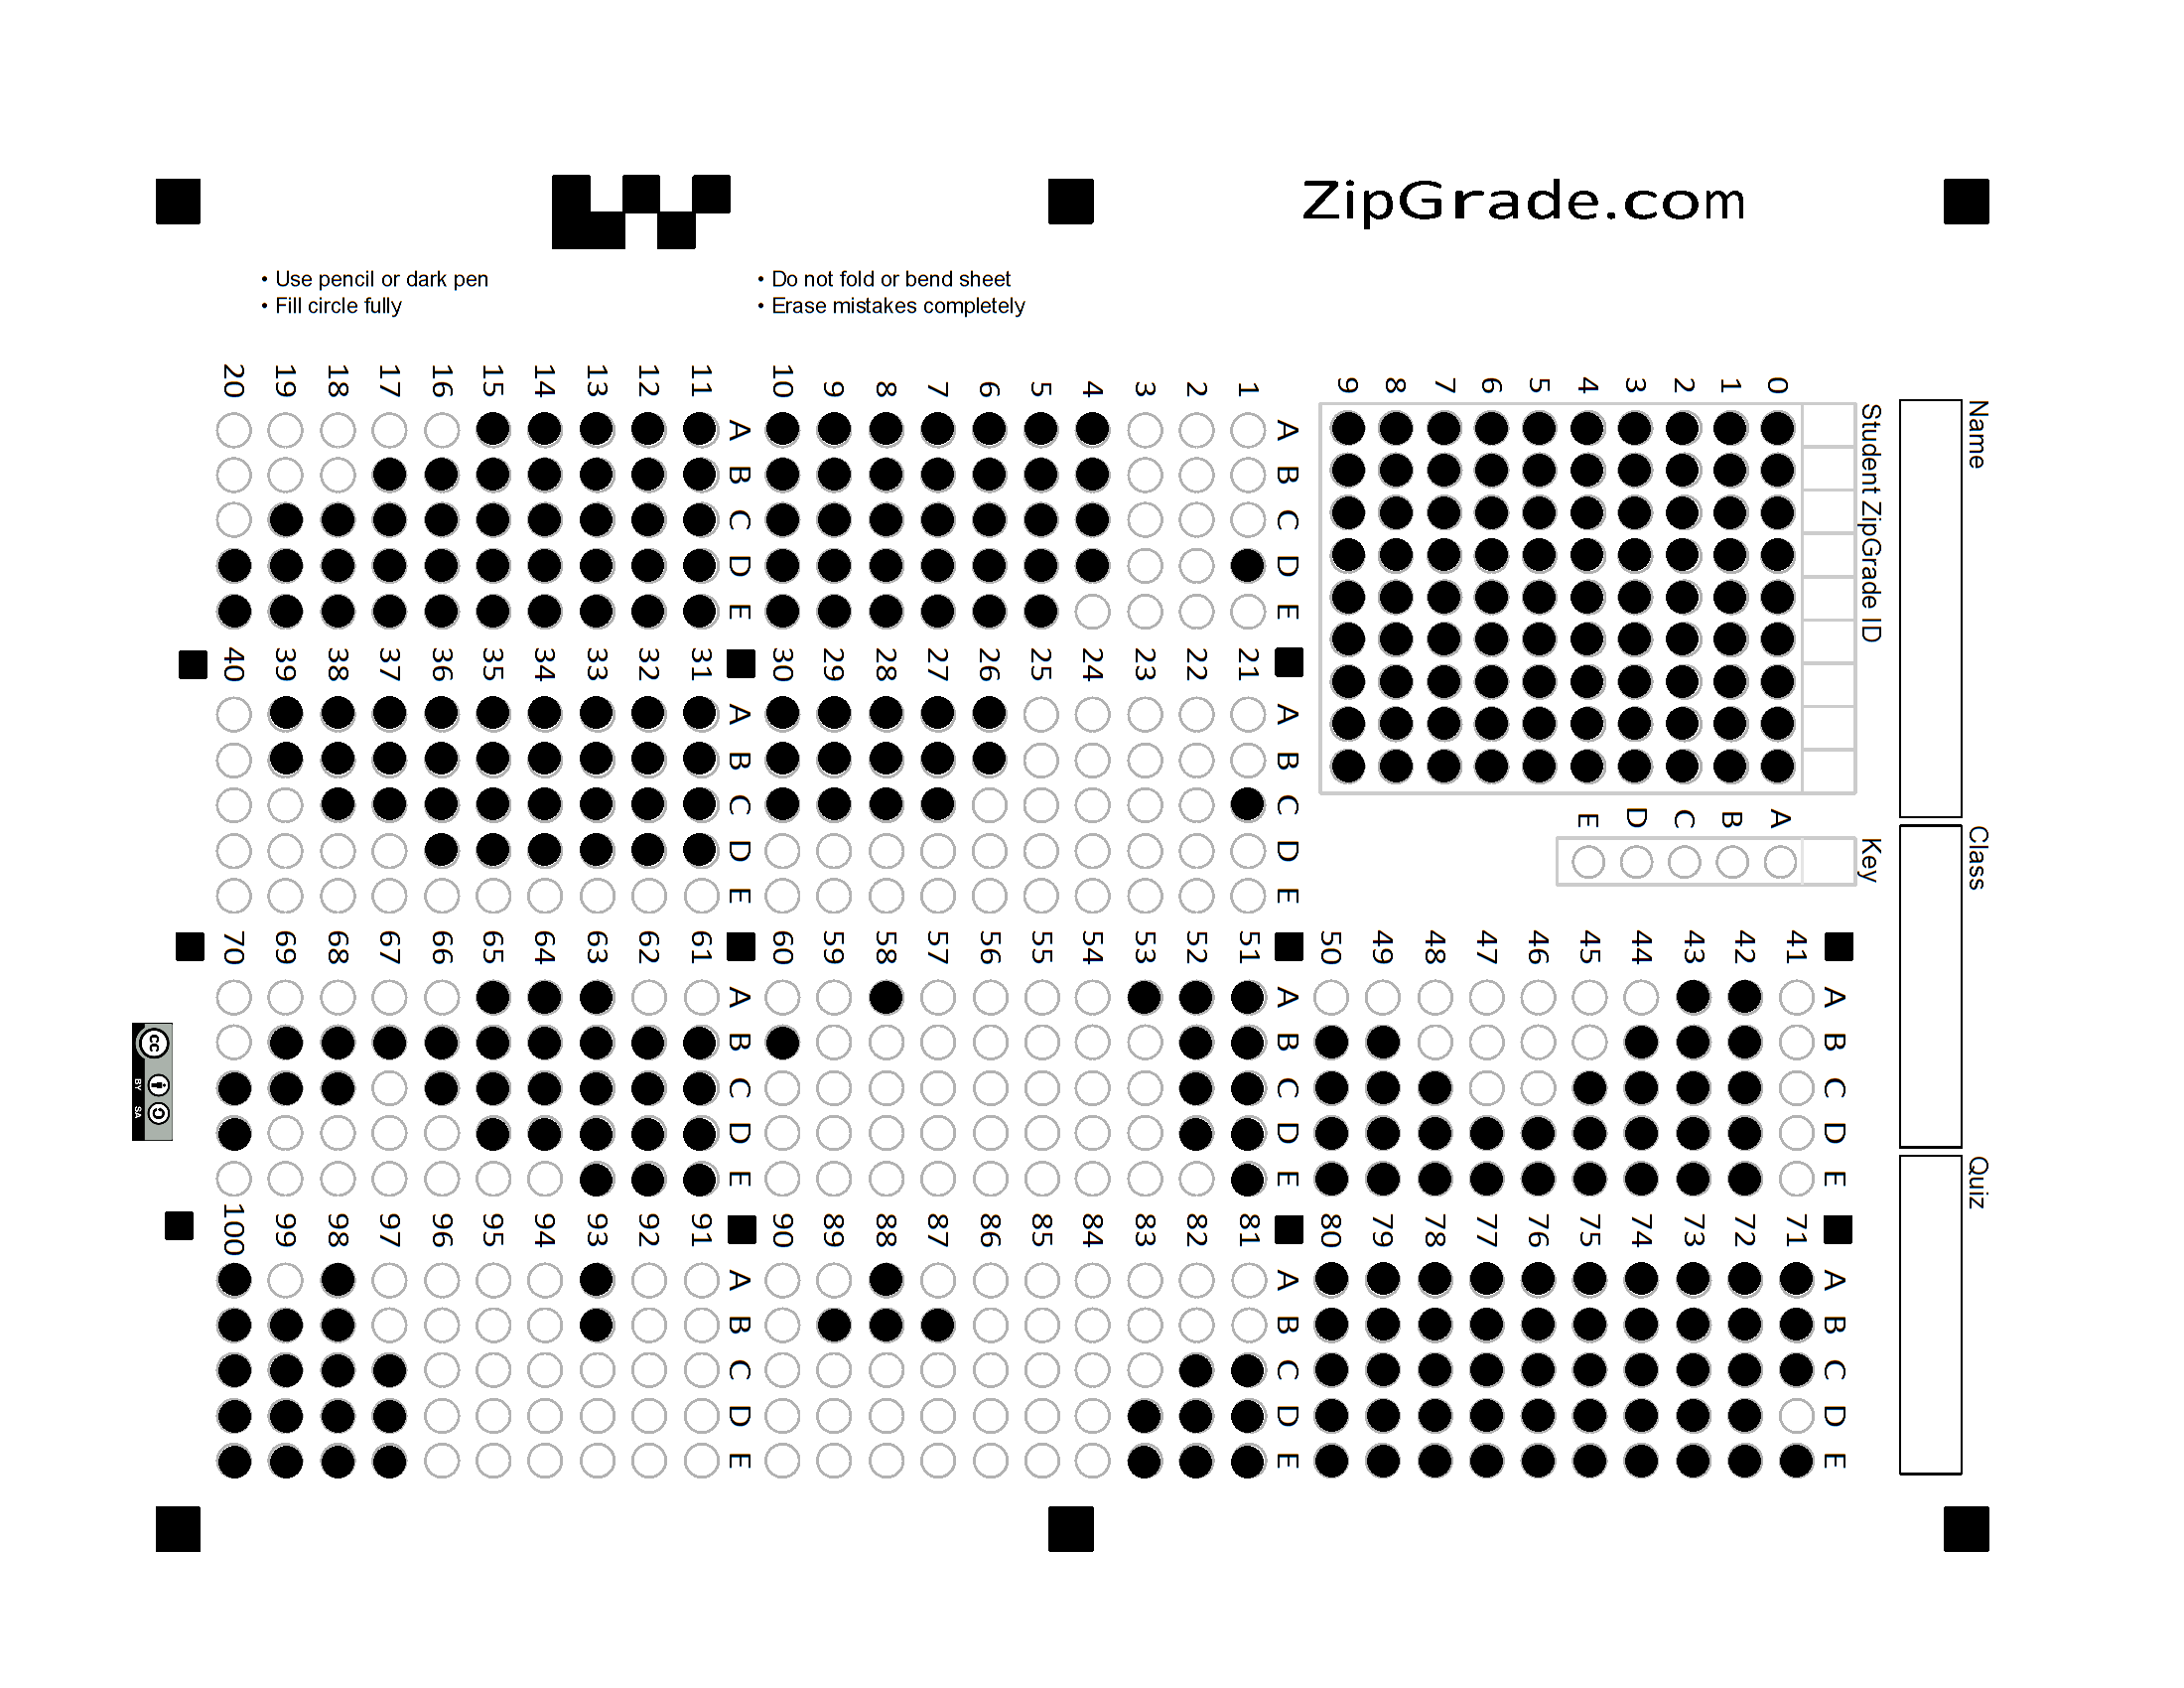 ZipGrade.com
• Use pencil or dark pen
• Fill circle fully
• Do not fold or bend sheet
• Erase mistakes completely
Name
Class
Quiz
Student ZipGrade ID
0 1 2 3 4 5 6 7 8 9
Key
A B C D E
A B C D E
1 2 3 4 5 6 7 8 9 10
A B C D E
11 12 13 14 15 16 17 18 19 20
A B C D E
21 22 23 24 25 26 27 28 29 30
A B C D E
31 32 33 34 35 36 37 38 39 40
A B C D E
41 42 43 44 45 46 47 48 49 50
A B C D E
51 52 53 54 55 56 57 58 59 60
A B C D E
61 62 63 64 65 66 67 68 69 70
A B C D E
71 72 73 74 75 76 77 78 79 80
A B C D E
81 82 83 84 85 86 87 88 89 90
A B C D E
91 92 93 94 95 96 97 98 99 100
A B C D E
cc
BY SA